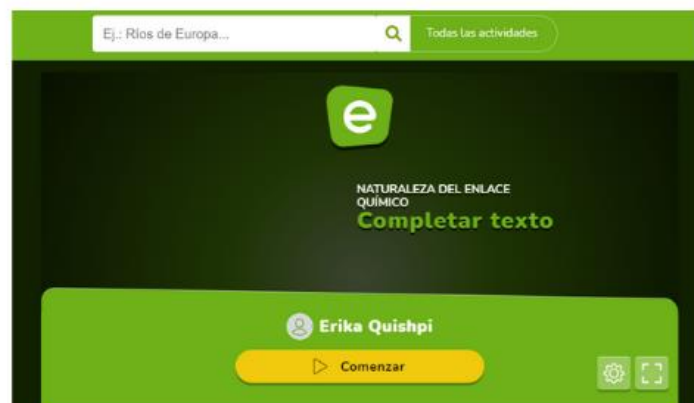 Ej.: Ríos de Europa...
Todas las actividades
e
NATURALEZA DEL ENLACE
QUÍMICO
Completar texto
Erika Quishpi
Comenzar